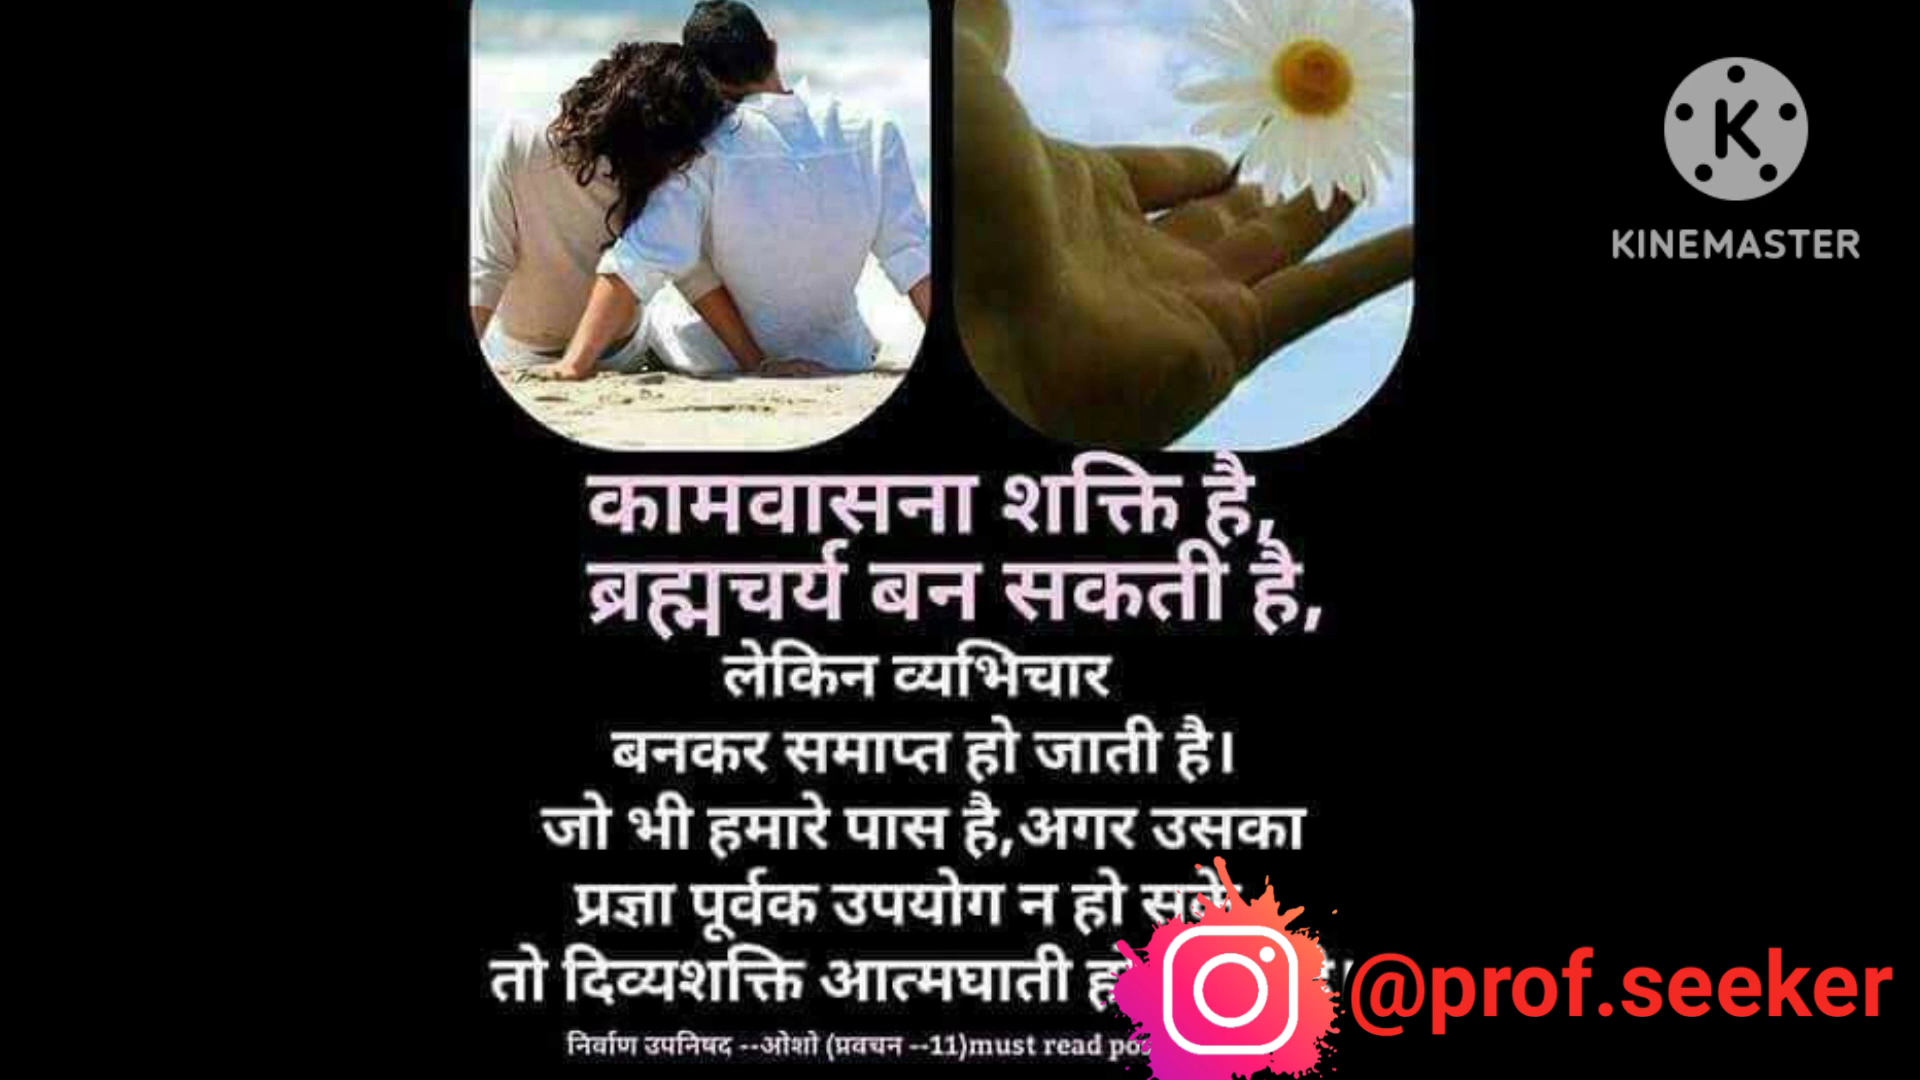 K
KINEMASTER
कामवासना शक्ति है,
ब्रह्मचर्य बन सकती है,
लेकिन व्यभिचार
बनकर समाप्त हो जाती है।
जो भी हमारे पास है,अगर उसका
प्रज्ञा पूर्वक उपयोग न हो सके
तो दिव्यशक्ति आत्मघाती
निर्वाण उपनिषद --ओशो (प्रवचन --11)must read
@prof.seeker